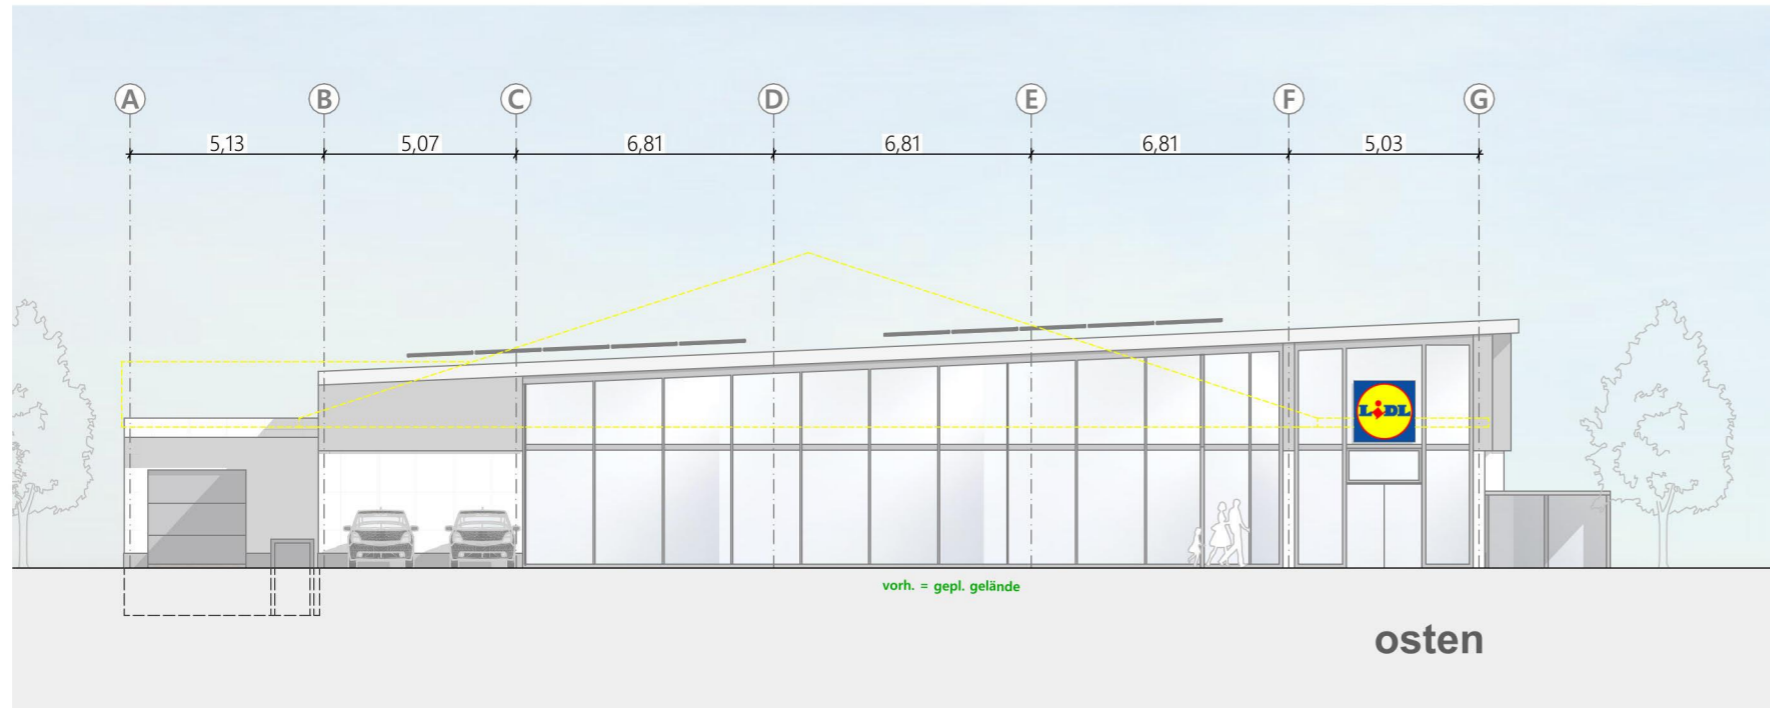 A B C D E F G
5,13 5,07 6,81 6,81 6,81 5,03
LiDL
vorh. = gepl. gelände
osten